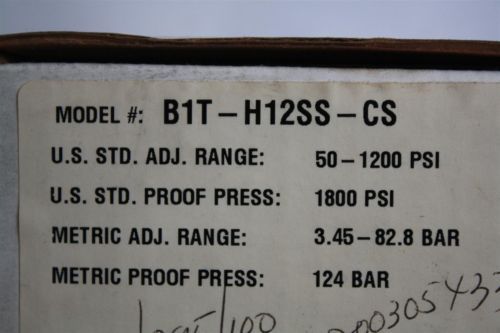 MODEL #: B1T-H12SS-CS
U.S. STD. ADJ. RANGE: 50-1200 PSI
U.S. STD. PROOF PRESS: 1800 PSI
METRIC ADJ. RANGE: 3.45-82.8 BAR
METRIC PROOF PRESS: 124 BAR